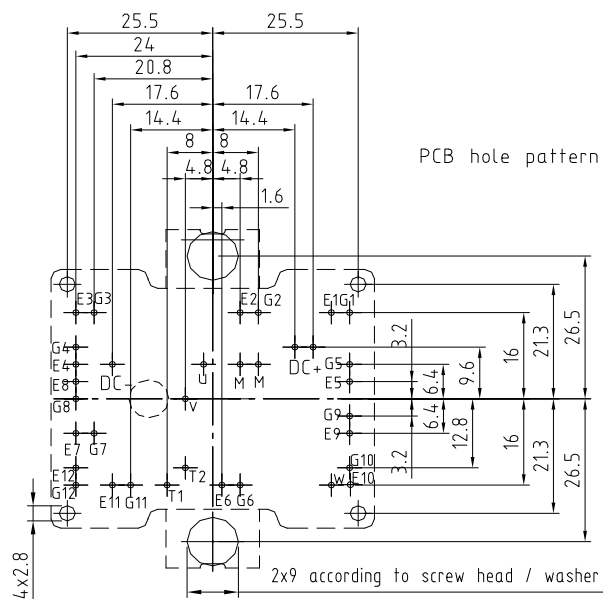 25.5 25.5
24
20.8
17.6 17.6
14.4 14.4
8 8
4.8 4.8
1.6
PCB hole pattern
E3 G3 E2 G2 E1 G1
G4
E4 DC- U M M DC+ G5
E8 E5
G8 V G9
E7 G7 E9
E12 T2 G10
G12 E11 G11 T1 E6 G6 W E10
3.2 6.4 9.6 16 21.3 26.5
3.2 6.4 12.8 16 21.3 26.5
4x2.8
2x9 according to screw head / washer